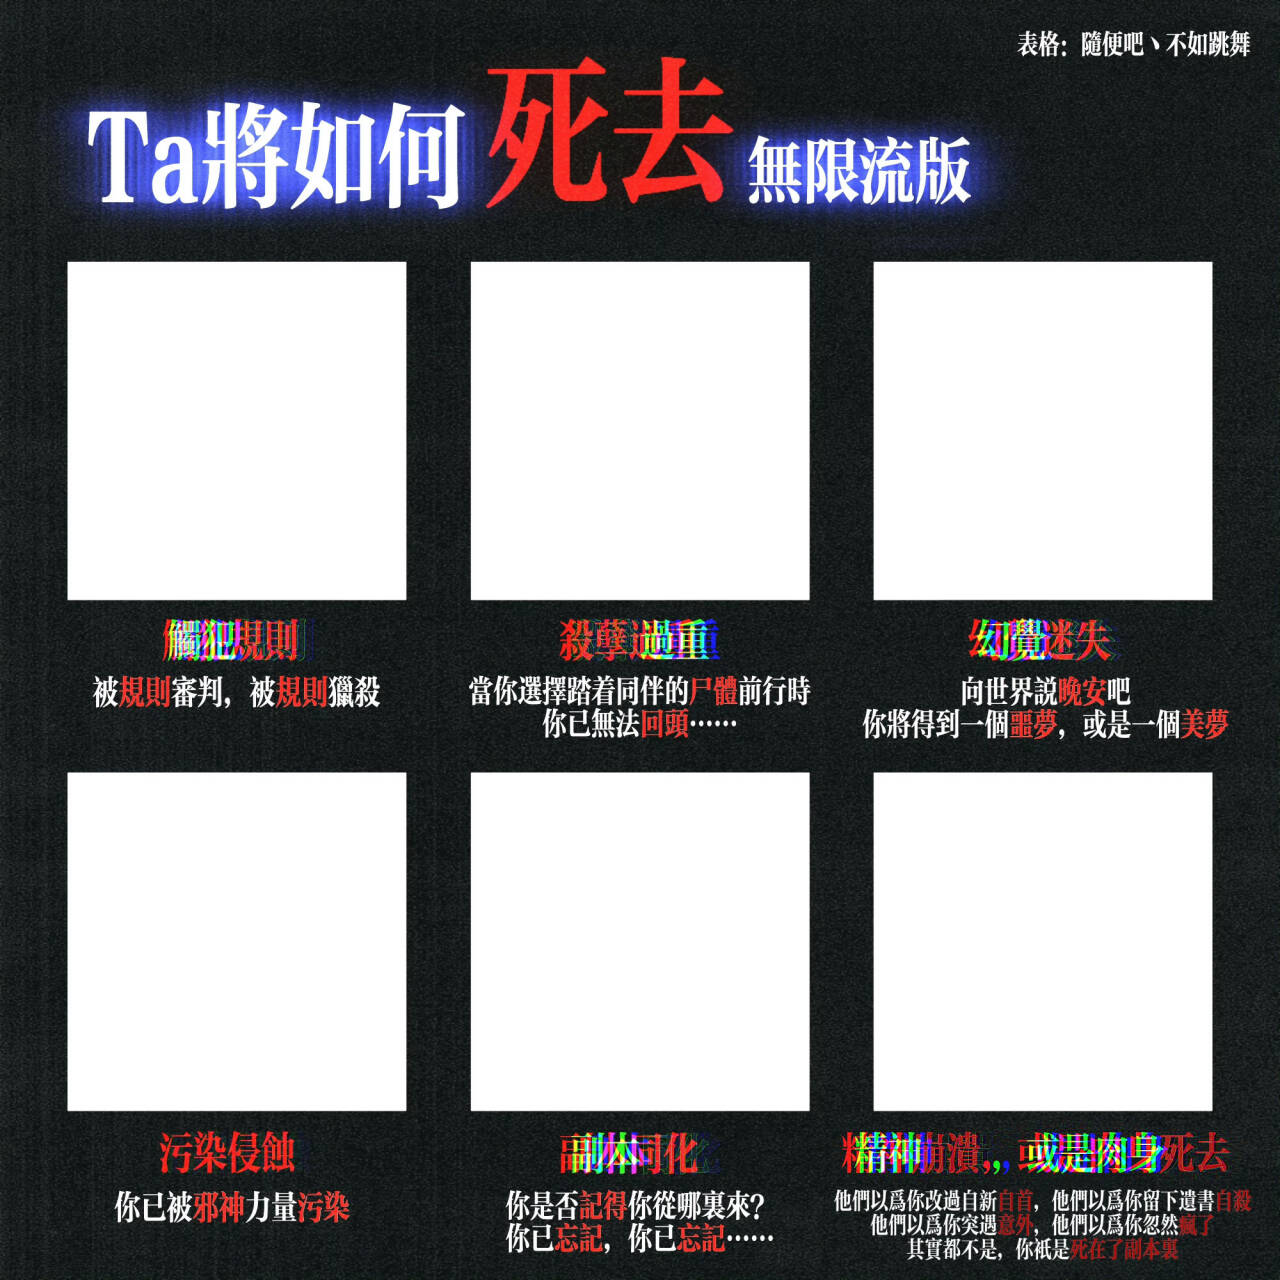 表格：隨便吧丶不如跳舞
Ta將如何死去無限流版
觸犯規則
殺孽過重
幻覺迷失
被規則審判，被規則獵殺
當你選擇踏着同伴的尸體前行時
你已無法回頭……
向世界説晚安吧
你將得到一個噩夢，或是一個美夢
污染侵蝕
副本同化
精神崩潰,,,或是肉身死去
你已被邪神力量污染
你是否記得你從哪裏來？
你已忘記，你已忘記……
他們以爲你改過自新自首，他們以爲你留下遺書自殺
他們以爲你突遇意外，他們以爲你忽然瘋了
其實都不是，你衹是死在了副本裏